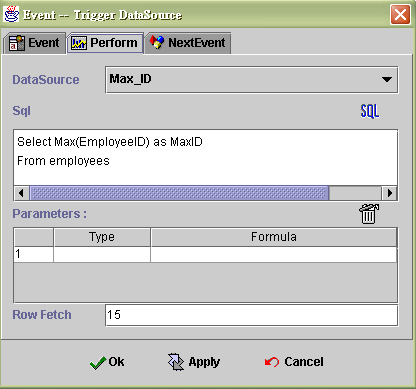 Event -- Trigger DataSource
Event Perform NextEvent
DataSource Max_ID
Sql SQL
Select Max(EmployeeID) as MaxID
From employees
Parameters :
Type Formula
1
Row Fetch 15
Ok Apply Cancel